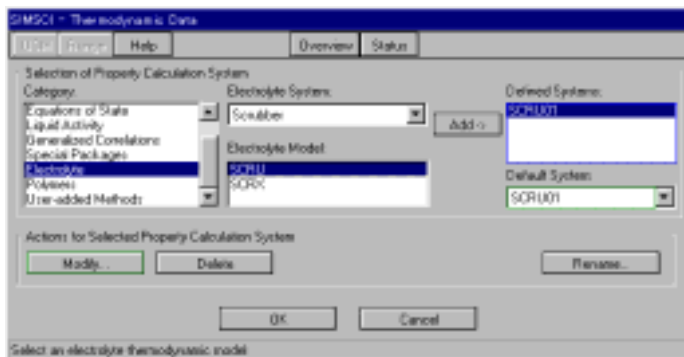 SIMSCI - Thermodynamic Data
UOM Range Help Overview Status
Selection of Property Calculation System
Category:
Equations of State
Liquid Activity
Generalized Correlations
Special Packages
Electrolyte
Polymers
User-added Methods
Electrolyte System:
Scrubber
Electrolyte Model:
SCRU
SCRX
Add ->
Defined Systems:
SCRU01
Default System:
SCRU01
Actions for Selected Property Calculation System
Modify... Delete Rename...
OK Cancel
Select an electrolyte thermodynamic model